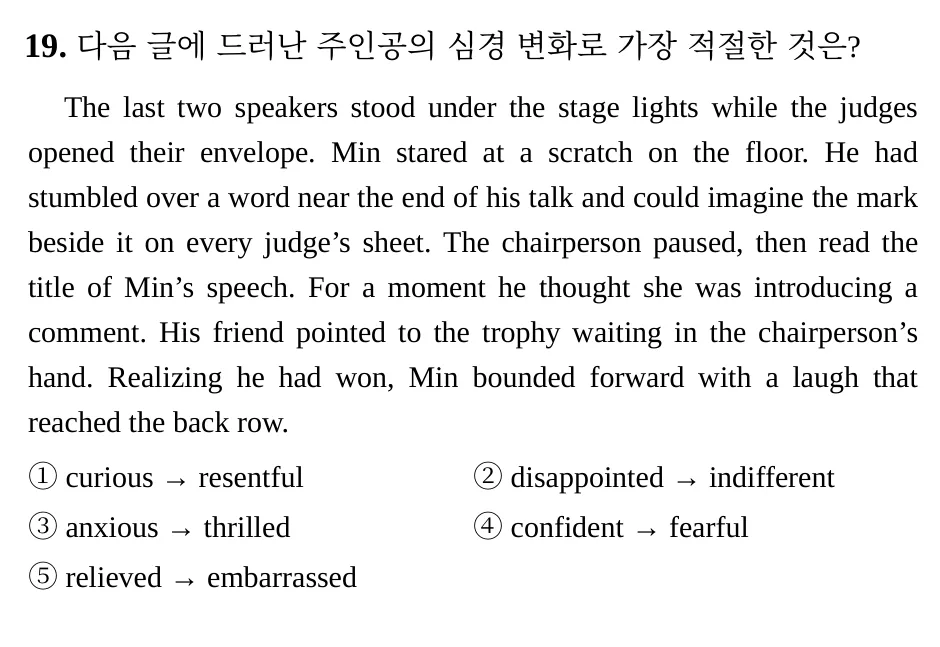 19. 다음 글에 드러난 주인공의 심경 변화로 가장 적절한 것은?
The last two speakers stood under the stage lights while the judges
opened their envelope. Min stared at a scratch on the floor. He had
stumbled over a word near the end of his talk and could imagine the mark
beside it on every judge’s sheet. The chairperson paused, then read the
title of Min’s speech. For a moment he thought she was introducing a
comment. His friend pointed to the trophy waiting in the chairperson’s
hand. Realizing he had won, Min bounded forward with a laugh that
reached the back row.
① curious → resentful ② disappointed → indifferent
③ anxious → thrilled ④ confident → fearful
⑤ relieved → embarrassed